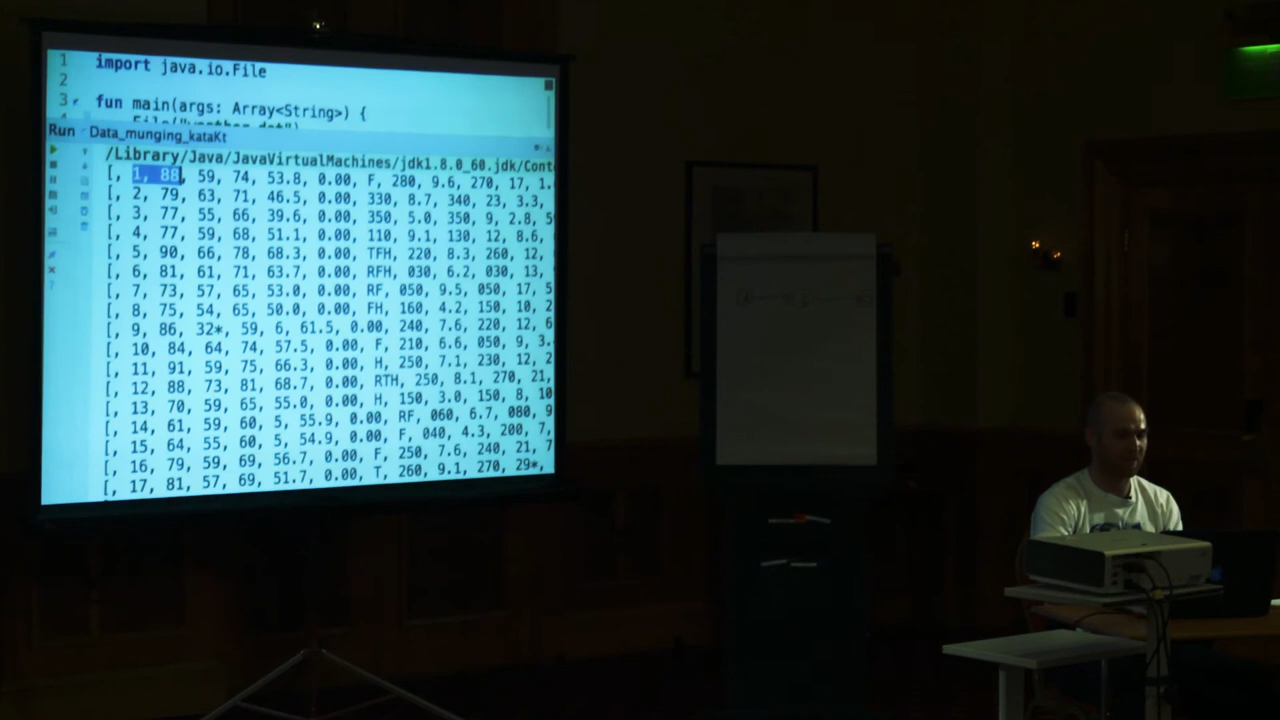 1 import java.io.File
2
3 fun main(args: Array<String>) {
Run Data_munging_kataKt
/Library/Java/JavaVirtualMachines/jdk1.8.0_60.jdk/Conte
[, 1, 88, 59, 74, 53.8, 0.00, F, 280, 9.6, 270, 17, 1.
[, 2, 79, 63, 71, 46.5, 0.00, 330, 8.7, 340, 23, 3.3,
[, 3, 77, 55, 66, 39.6, 0.00, 350, 5.0, 350, 9, 2.8, 5
[, 4, 77, 59, 68, 51.1, 0.00, 110, 9.1, 130, 12, 8.6,
[, 5, 90, 66, 78, 68.3, 0.00, TFH, 220, 8.3, 260, 12,
[, 6, 81, 61, 71, 63.7, 0.00, RFH, 030, 6.2, 030, 13,
[, 7, 73, 57, 65, 53.0, 0.00, RF, 050, 9.5, 050, 17, 5
[, 8, 75, 54, 65, 50.0, 0.00, FH, 160, 4.2, 150, 10, 2
[, 9, 86, 32*, 59, 6, 61.5, 0.00, 240, 7.6, 220, 12, 6
[, 10, 84, 64, 74, 57.5, 0.00, F, 210, 6.6, 050, 9, 3.
[, 11, 91, 59, 75, 66.3, 0.00, H, 250, 7.1, 230, 12, 2
[, 12, 88, 73, 81, 68.7, 0.00, RTH, 250, 8.1, 270, 21,
[, 13, 70, 59, 65, 55.0, 0.00, H, 150, 3.0, 150, 8, 10
[, 14, 61, 59, 60, 5, 55.9, 0.00, RF, 060, 6.7, 080, 9
[, 15, 64, 55, 60, 5, 54.9, 0.00, F, 040, 4.3, 200, 7,
[, 16, 79, 59, 69, 56.7, 0.00, F, 250, 7.6, 240, 21, 7
[, 17, 81, 57, 69, 51.7, 0.00, T, 260, 9.1, 270, 29*,